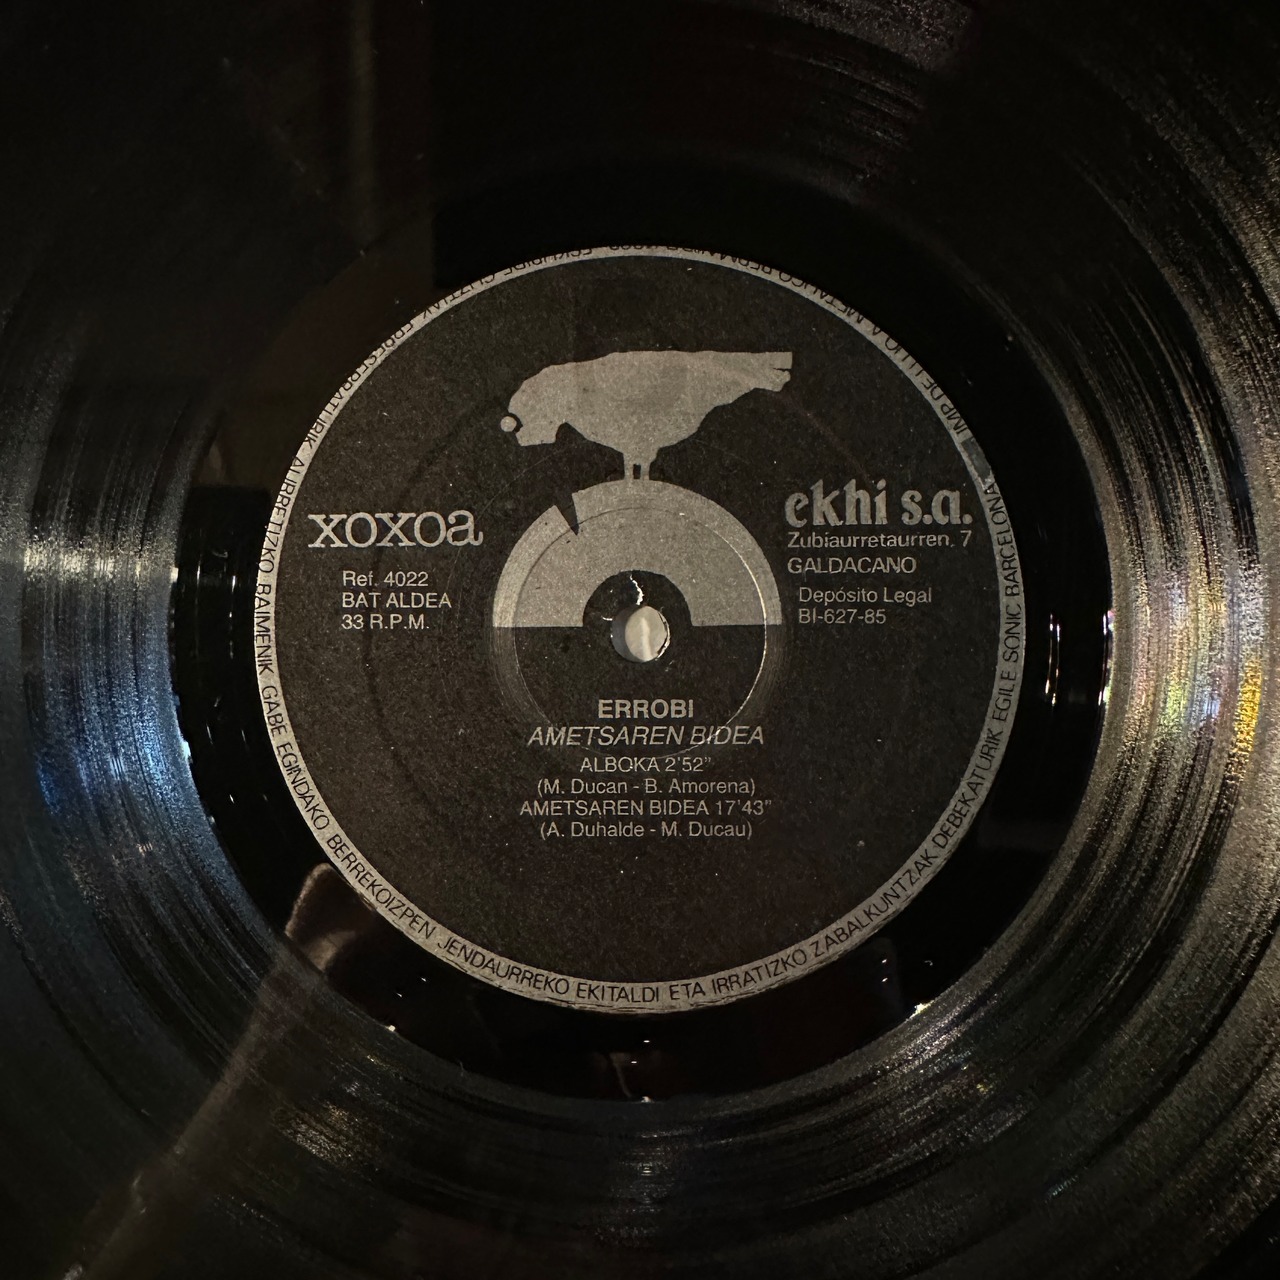 xoxoa
Ref. 4022
BAT ALDEA
33 R.P.M.
ekhi s.a.
Zubiaurretaurren, 7
GALDACANO
Depósito Legal
BI-627-85
ERROBI
AMETSAREN BIDEA
ALBOKA 2'52"
(M. Ducan - B. Amorena)
AMETSAREN BIDEA 17'43"
(A. Duhalde - M. Ducau)
AURRETIZKO BAIMENIK GABE EGINDAKO BERREKOIZPEN JENDAURREKO EKITALDI ETA IRRATIZKO ZABALKUNTZAK DEBEKATURIK EGILE SONIC BARCELONA